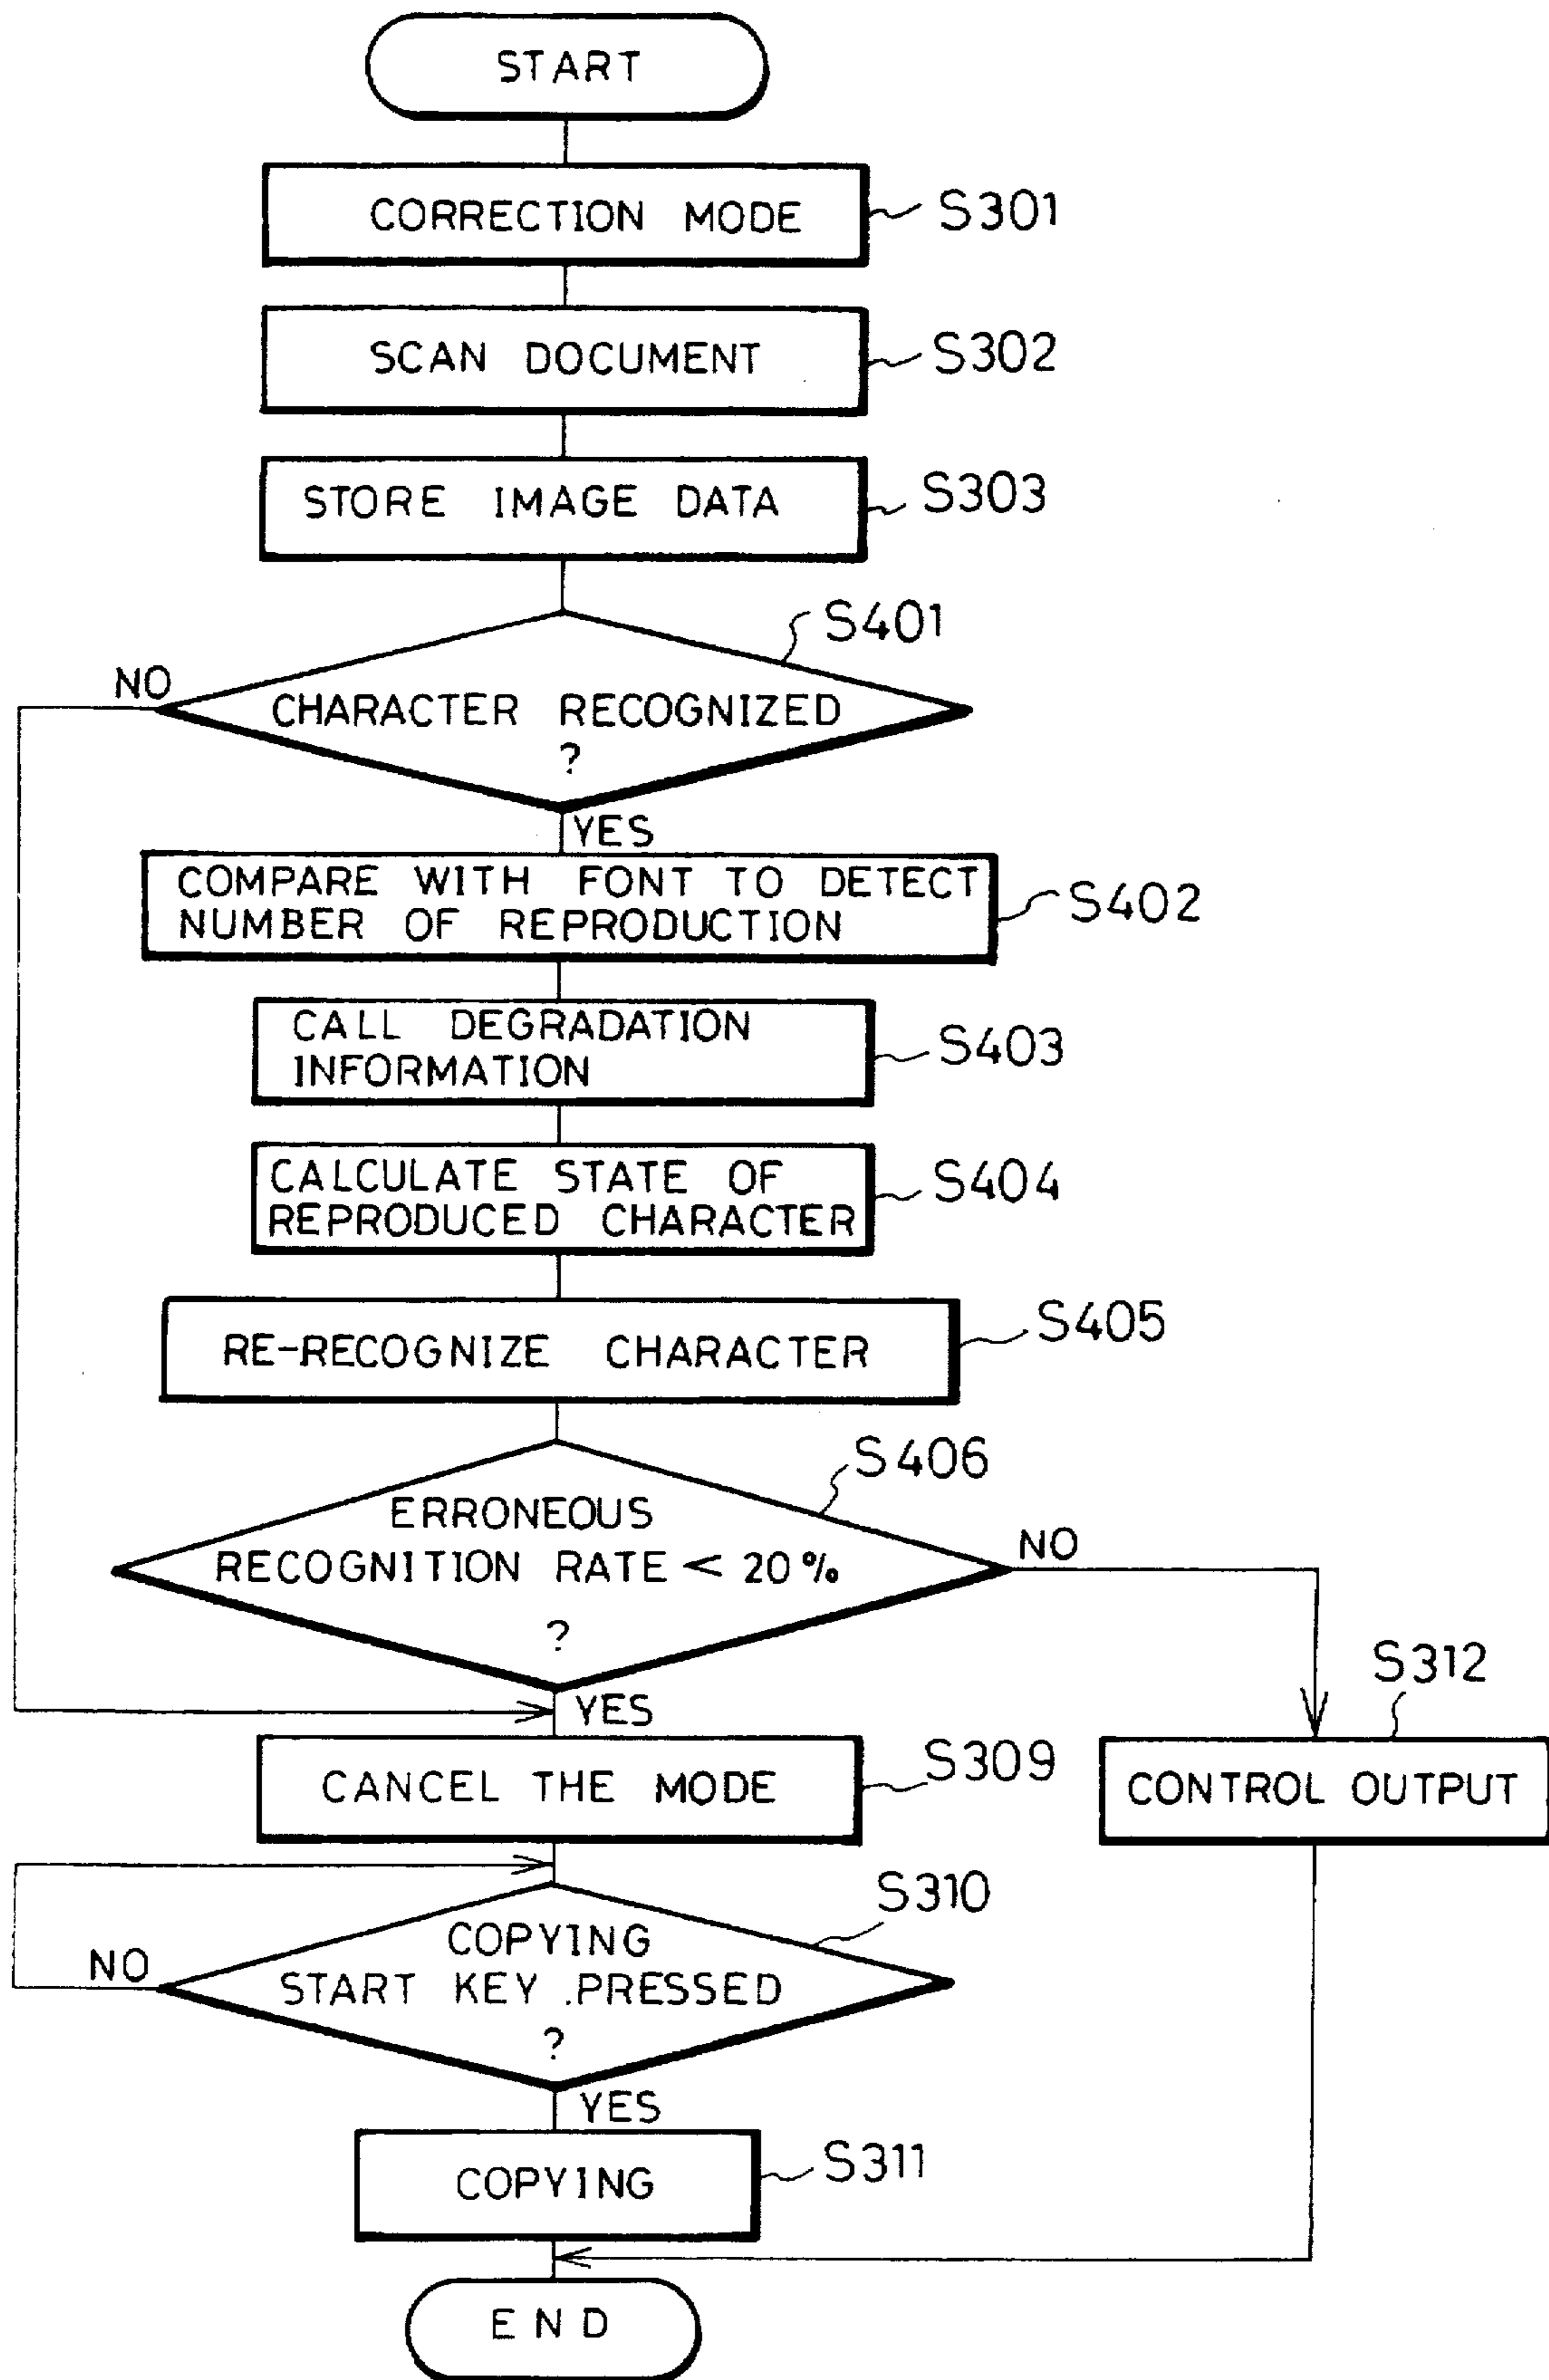 START
CORRECTION MODE
S301
SCAN DOCUMENT
S302
STORE IMAGE DATA
S303
S401
NO
CHARACTER RECOGNIZED
?
YES
COMPARE WITH FONT TO DETECT
NUMBER OF REPRODUCTION
S402
CALL DEGRADATION
INFORMATION
S403
CALCULATE STATE OF
REPRODUCED CHARACTER
S404
RE-RECOGNIZE CHARACTER
S405
S406
ERRONEOUS
RECOGNITION RATE < 20%
?
NO
YES
S312
CANCEL THE MODE
S309
CONTROL OUTPUT
S310
COPYING
START KEY .PRESSED
?
NO
YES
COPYING
S311
END